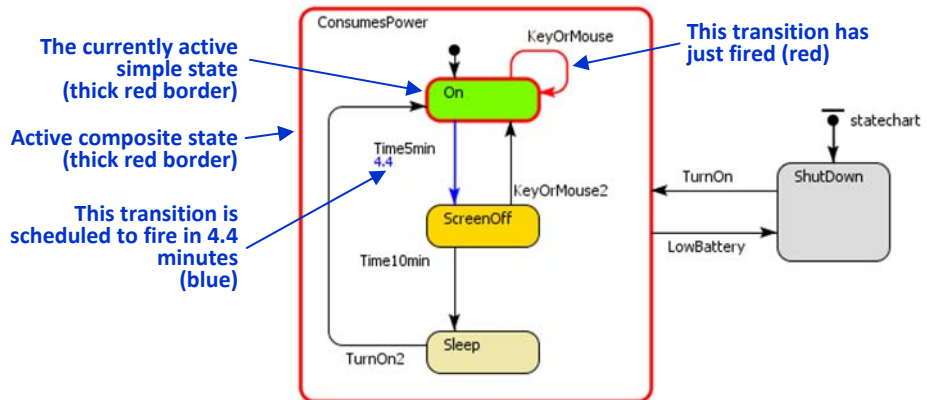 ConsumesPower
The currently active
simple state
(thick red border)
KeyOrMouse
This transition has
just fired (red)
On
Active composite state
(thick red border)
statechart
Time5min
4.4
TurnOn
ShutDown
KeyOrMouse2
This transition is
scheduled to fire in 4.4
minutes
(blue)
ScreenOff
LowBattery
Time10min
Sleep
TurnOn2